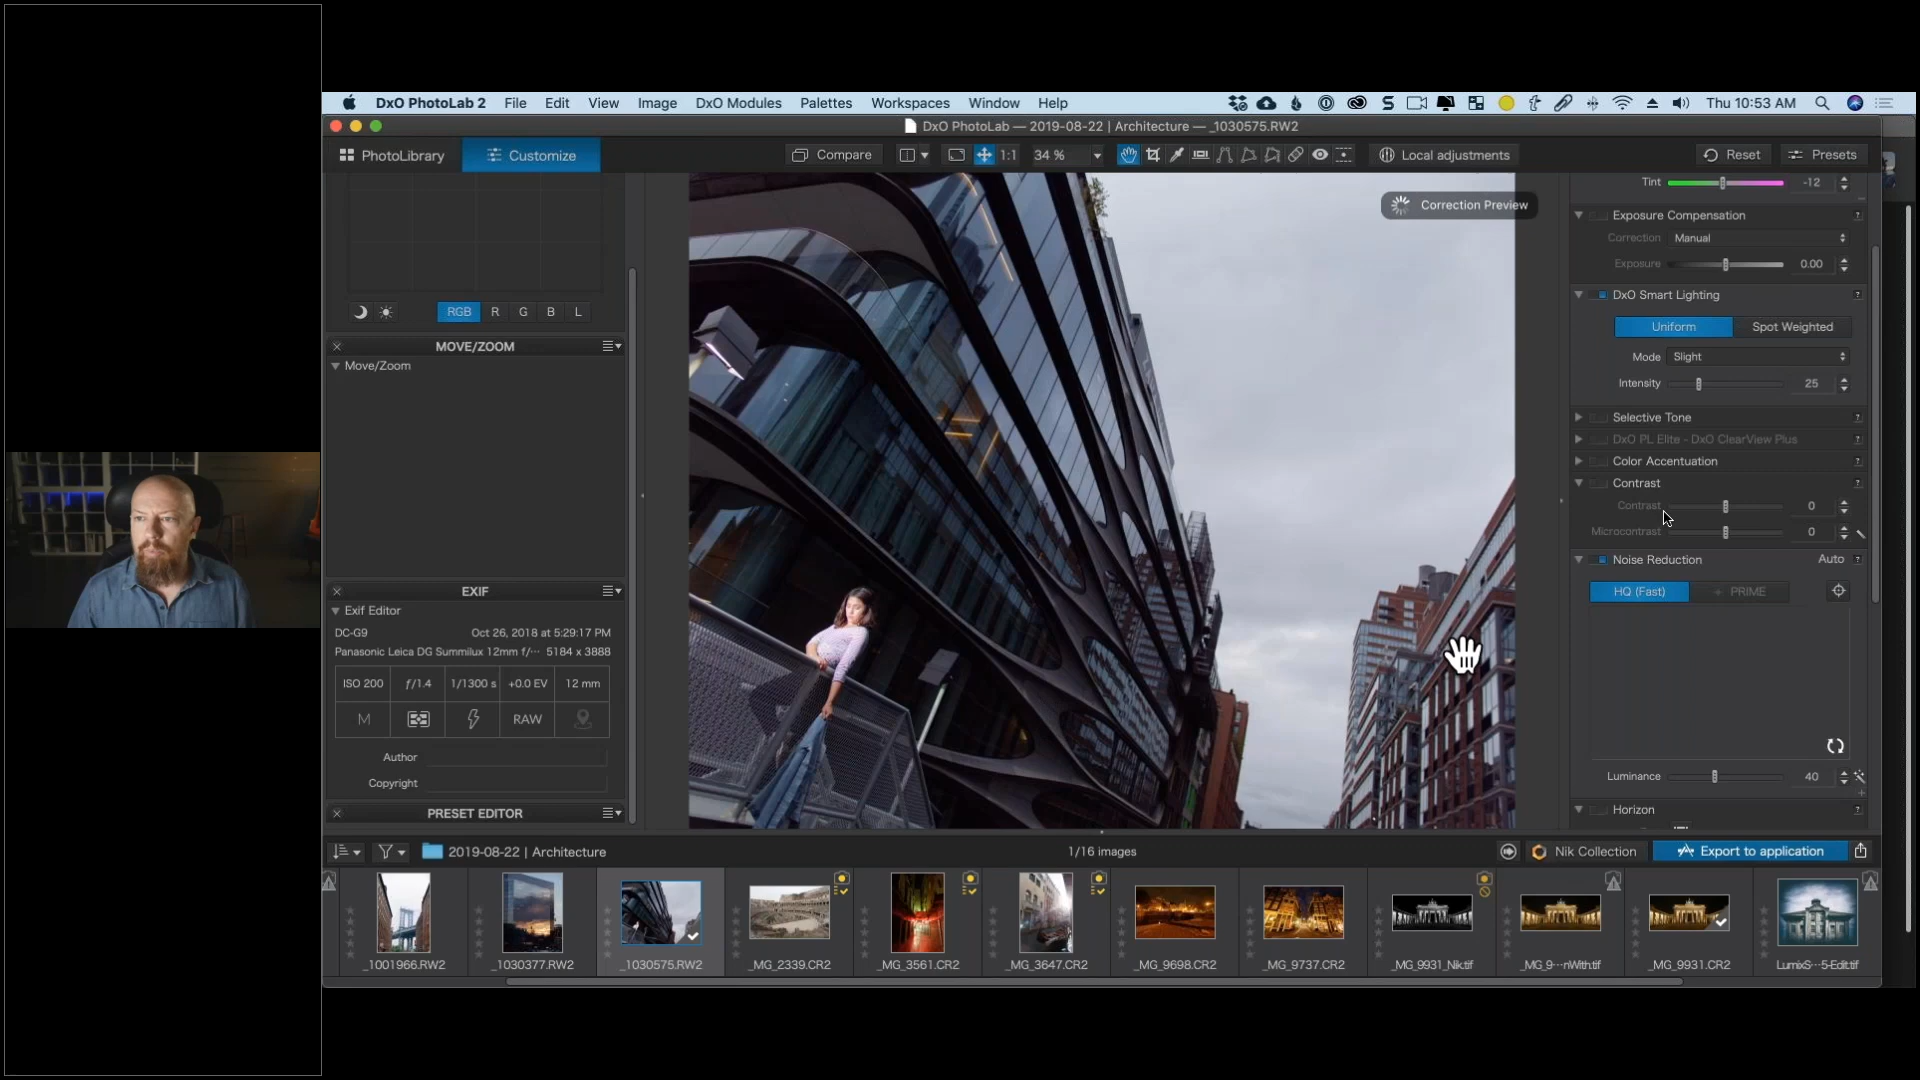 DxO PhotoLab 2 File Edit View Image DxO Modules Palettes Workspaces Window Help Thu 10:53 AM
DxO PhotoLab — 2019-08-22 | Architecture — _1030575.RW2
PhotoLibrary Customize Compare 1:1 34 % Local adjustments Reset Presets
Correction Preview
RGB R G B L
MOVE/ZOOM
Move/Zoom
EXIF
Exif Editor
DC-G9 Oct 26, 2018 at 5:29:17 PM
Panasonic Leica DG Summilux 12mm f/··· 5184 x 3888
ISO 200 ƒ/1.4 1/1300 s +0.0 EV 12 mm
M RAW
Author
Copyright
PRESET EDITOR
Tint -12
Exposure Compensation ?
Correction Manual
Exposure 0.00
DxO Smart Lighting ?
Uniform Spot Weighted
Mode Slight
Intensity 25
Selective Tone ?
DxO PL Elite - DxO ClearView Plus ?
Color Accentuation ?
Contrast ?
Contrast 0
Microcontrast 0
Noise Reduction Auto ?
HQ (Fast) PRIME
Luminance 40
Horizon ?
2019-08-22 | Architecture 1/16 images Nik Collection Export to application
_1001966.RW2 _1030377.RW2 _1030575.RW2 _MG_2339.CR2 _MG_3561.CR2 _MG_3647.CR2 _MG_9698.CR2 _MG_9737.CR2 _MG_9931_Nik.tif _MG_9···nWith.tif _MG_9931.CR2 LumixS···5-Edit.tif